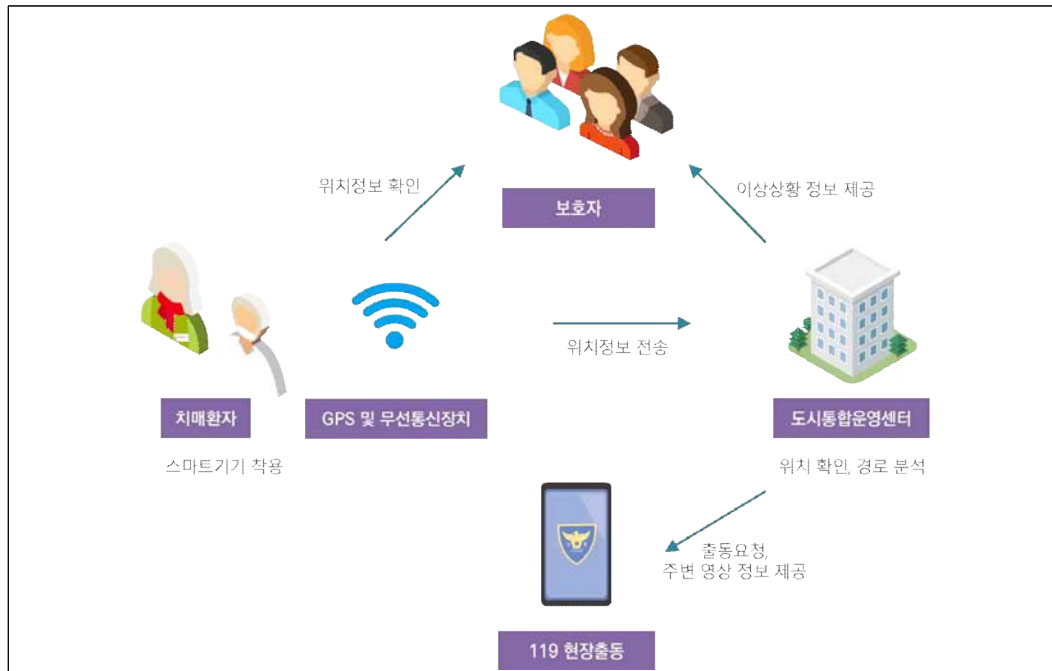 위치정보 확인
이상상황 정보 제공
보호자
위치정보 전송
치매환자
GPS 및 무선통신장치
도시통합운영센터
스마트기기 착용
위치 확인, 경로 분석
출동요청,
주변 영상 정보 제공
119 현장출동